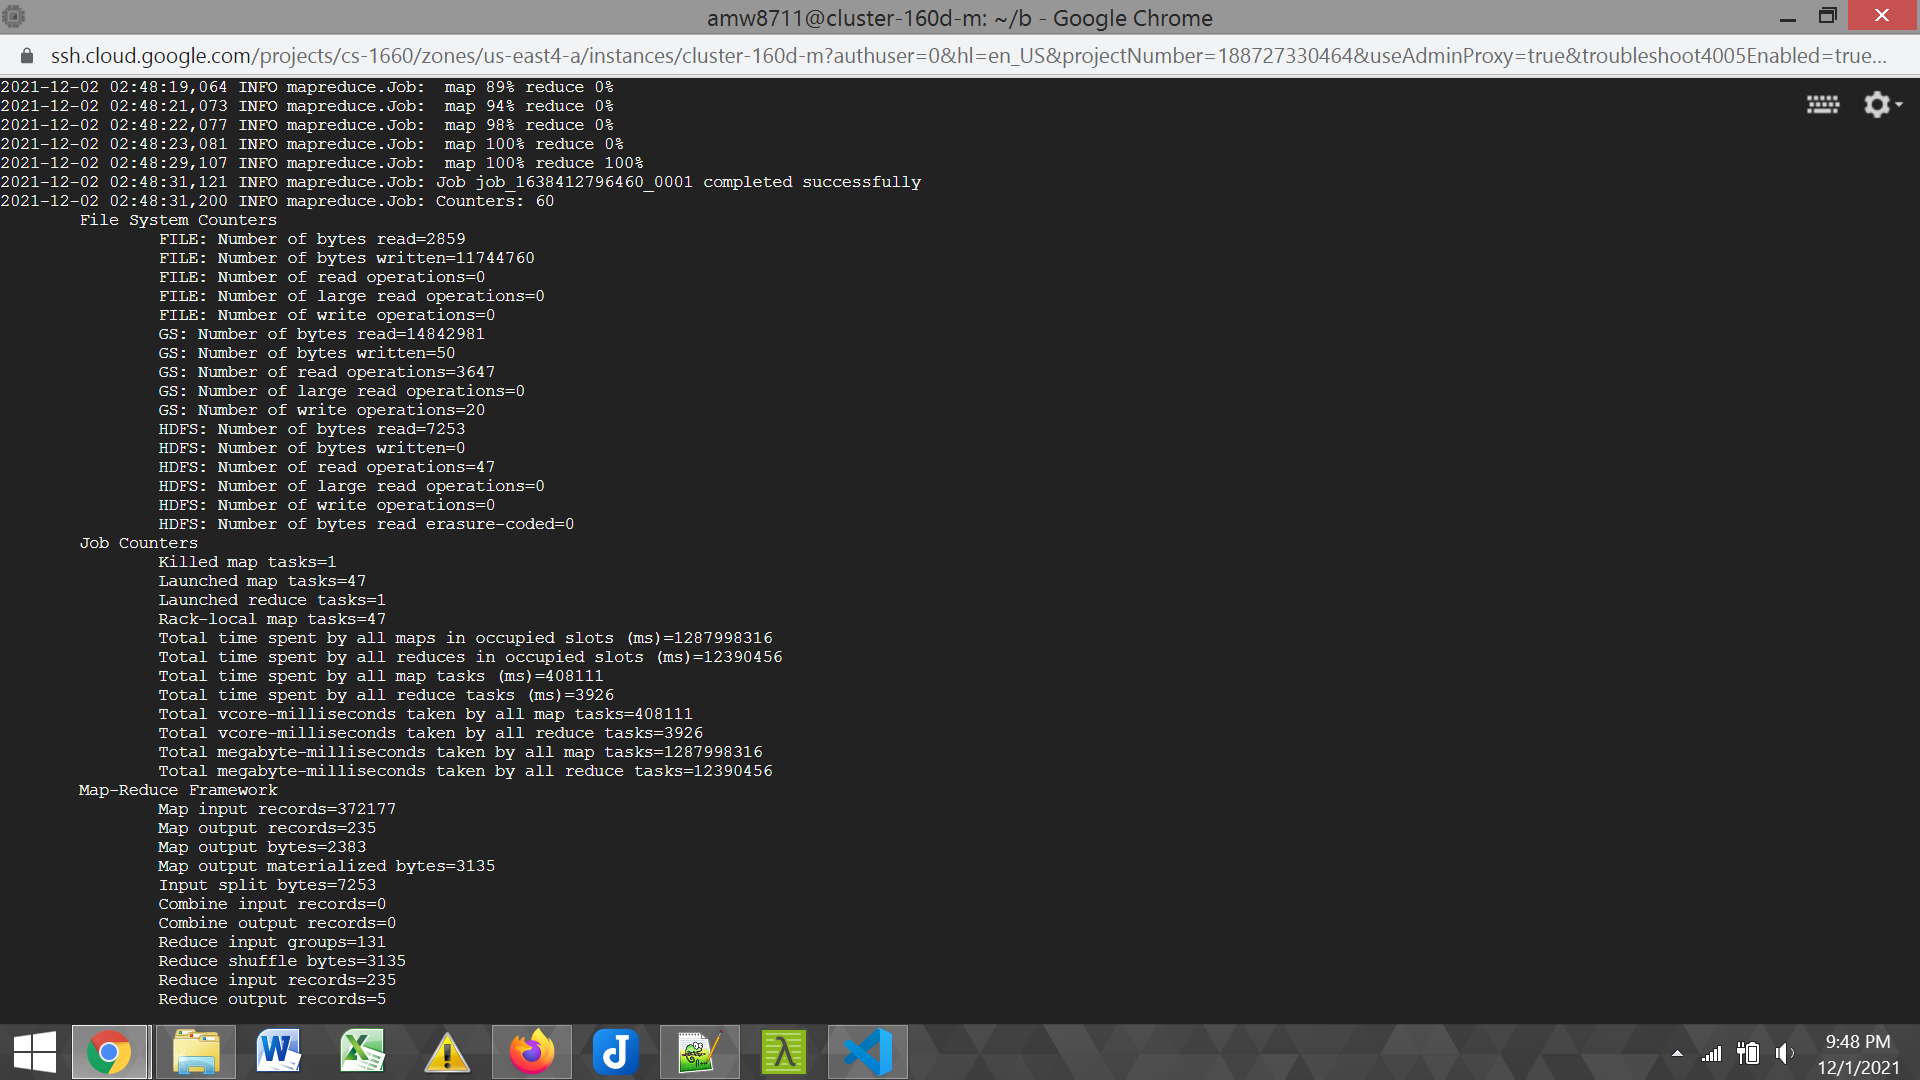 amw8711@cluster-160d-m: ~/b - Google Chrome
ssh.cloud.google.com/projects/cs-1660/zones/us-east4-a/instances/cluster-160d-m?authuser=0&hl=en_US&projectNumber=188727330464&useAdminProxy=true&troubleshoot4005Enabled=true...
2021-12-02 02:48:19,064 INFO mapreduce.Job:  map 89% reduce 0%
2021-12-02 02:48:21,073 INFO mapreduce.Job:  map 94% reduce 0%
2021-12-02 02:48:22,077 INFO mapreduce.Job:  map 98% reduce 0%
2021-12-02 02:48:23,081 INFO mapreduce.Job:  map 100% reduce 0%
2021-12-02 02:48:29,107 INFO mapreduce.Job:  map 100% reduce 100%
2021-12-02 02:48:31,121 INFO mapreduce.Job: Job job_1638412796460_0001 completed successfully
2021-12-02 02:48:31,200 INFO mapreduce.Job: Counters: 60
File System Counters
FILE: Number of bytes read=2859
FILE: Number of bytes written=11744760
FILE: Number of read operations=0
FILE: Number of large read operations=0
FILE: Number of write operations=0
GS: Number of bytes read=14842981
GS: Number of bytes written=50
GS: Number of read operations=3647
GS: Number of large read operations=0
GS: Number of write operations=20
HDFS: Number of bytes read=7253
HDFS: Number of bytes written=0
HDFS: Number of read operations=47
HDFS: Number of large read operations=0
HDFS: Number of write operations=0
HDFS: Number of bytes read erasure-coded=0
Job Counters
Killed map tasks=1
Launched map tasks=47
Launched reduce tasks=1
Rack-local map tasks=47
Total time spent by all maps in occupied slots (ms)=1287998316
Total time spent by all reduces in occupied slots (ms)=12390456
Total time spent by all map tasks (ms)=408111
Total time spent by all reduce tasks (ms)=3926
Total vcore-milliseconds taken by all map tasks=408111
Total vcore-milliseconds taken by all reduce tasks=3926
Total megabyte-milliseconds taken by all map tasks=1287998316
Total megabyte-milliseconds taken by all reduce tasks=12390456
Map-Reduce Framework
Map input records=372177
Map output records=235
Map output bytes=2383
Map output materialized bytes=3135
Input split bytes=7253
Combine input records=0
Combine output records=0
Reduce input groups=131
Reduce shuffle bytes=3135
Reduce input records=235
Reduce output records=5
9:48 PM
12/1/2021